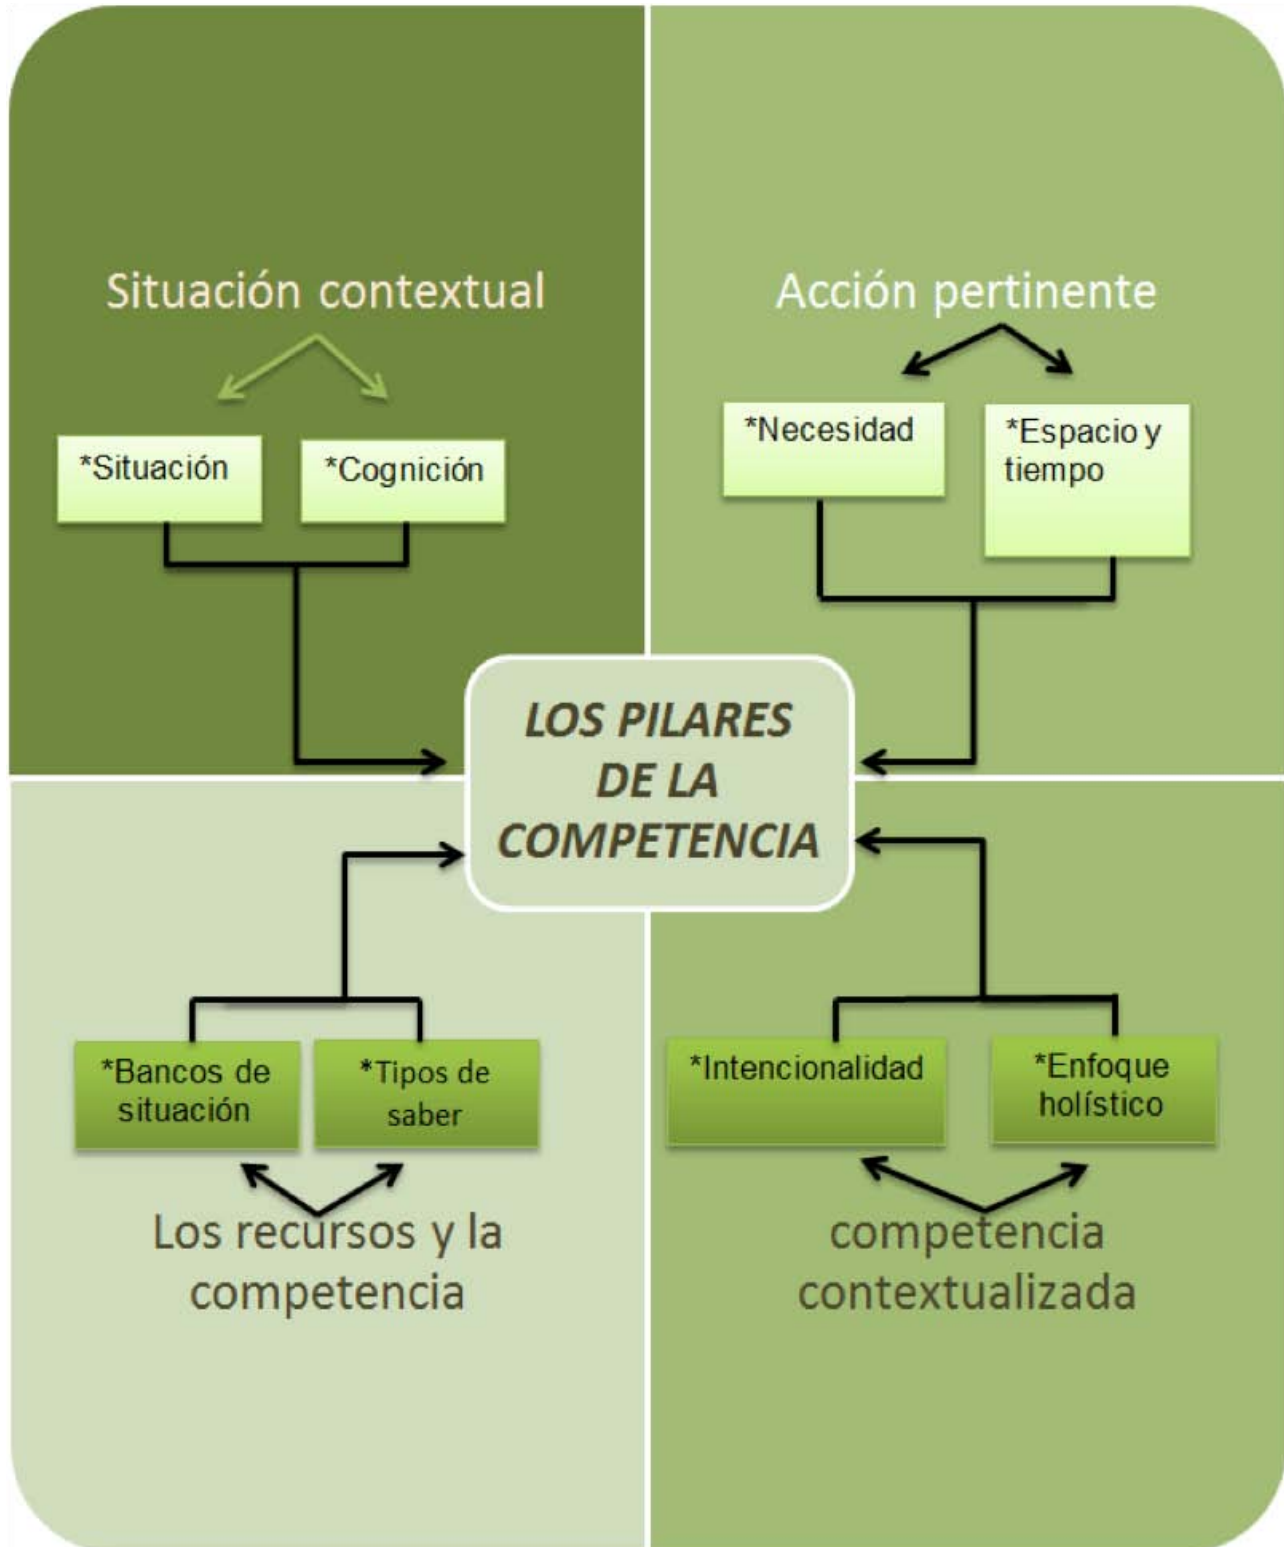 Situación contextual
*Situación
*Cognición
Acción pertinente
*Necesidad
*Espacio y
tiempo
LOS PILARES
DE LA
COMPETENCIA
*Bancos de
situación
*Tipos de
saber
Los recursos y la
competencia
*Intencionalidad
*Enfoque
holístico
competencia
contextualizada